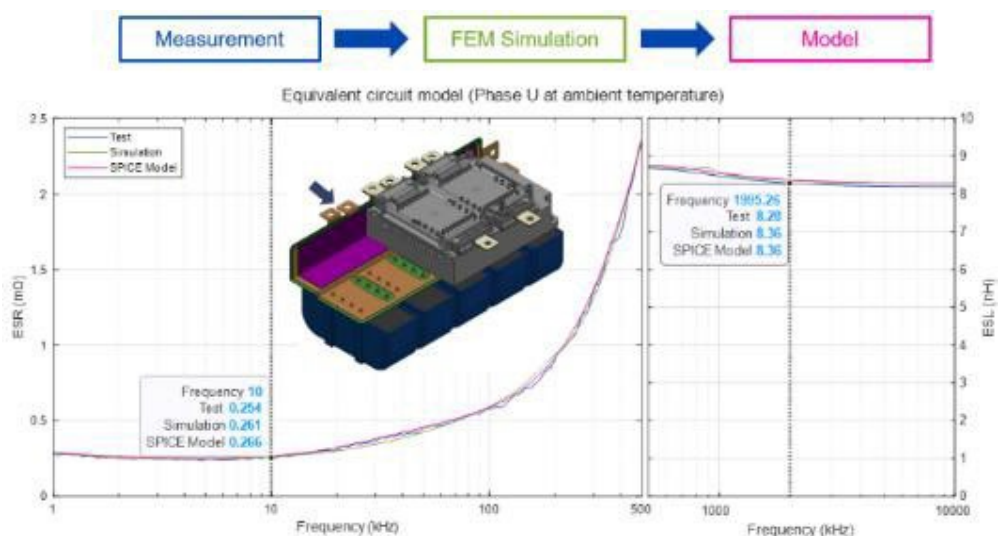 Measurement
FEM Simulation
Model
Equivalent circuit model (Phase U at ambient temperature)
Test
Simulation
SPICE Model
ESR (mΩ)
2.5
2
1.5
1
0.5
0
Frequency 10
Test 0.254
Simulation 0.261
SPICE Model 0.266
1
10
100
500
Frequency (kHz)
Frequency 1995.26
Test 8.28
Simulation 8.36
SPICE Model 8.36
10
9
8
7
6
5
4
3
2
1
0
ESL (nH)
1000
10000
Frequency (kHz)